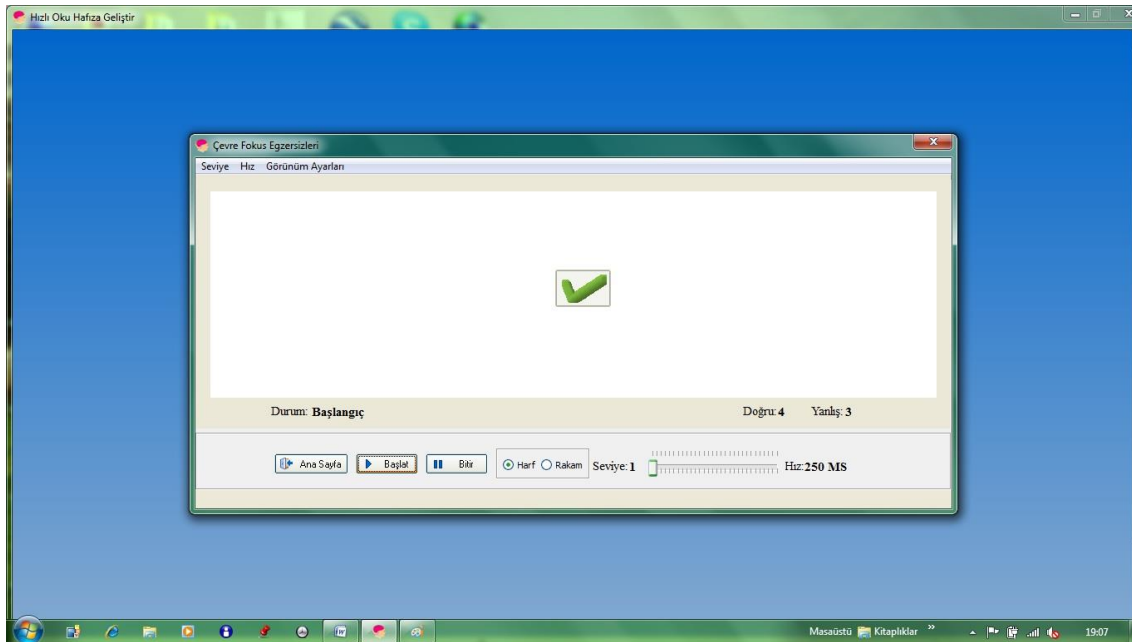 Hızlı Oku Hafıza Geliştir
Çevre Fokus Egzersizleri
Seviye Hız Görünüm Ayarları
Durum: Başlangıç Doğru: 4 Yanlış: 3
Ana Sayfa Başlat Bitir Harf Rakam Seviye: 1 Hız: 250 MS
Masaüstü Kitaplıklar » 19:07